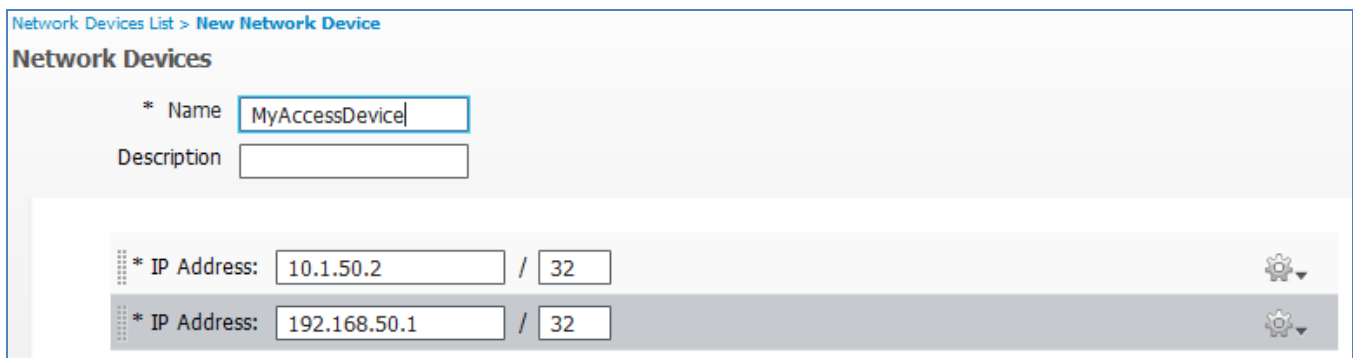 Network Devices List > New Network Device
Network Devices
* Name MyAccessDevice
Description
* IP Address: 10.1.50.2 / 32
* IP Address: 192.168.50.1 / 32